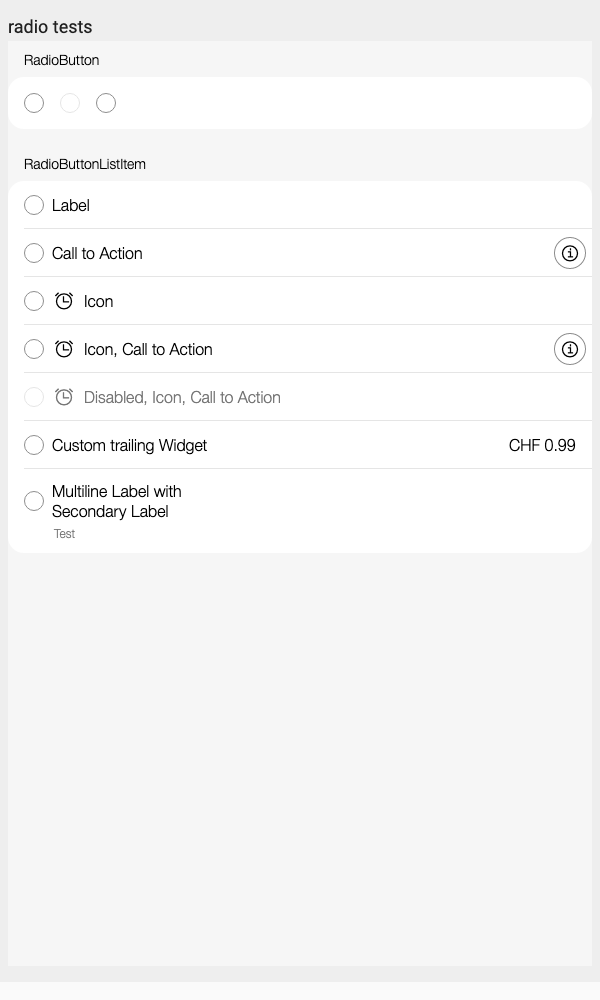 radio tests
RadioButton
RadioButtonListItem
Label
Call to Action
Icon
Icon, Call to Action
Disabled, Icon, Call to Action
Custom trailing Widget CHF 0.99
Multiline Label with
Secondary Label
Test